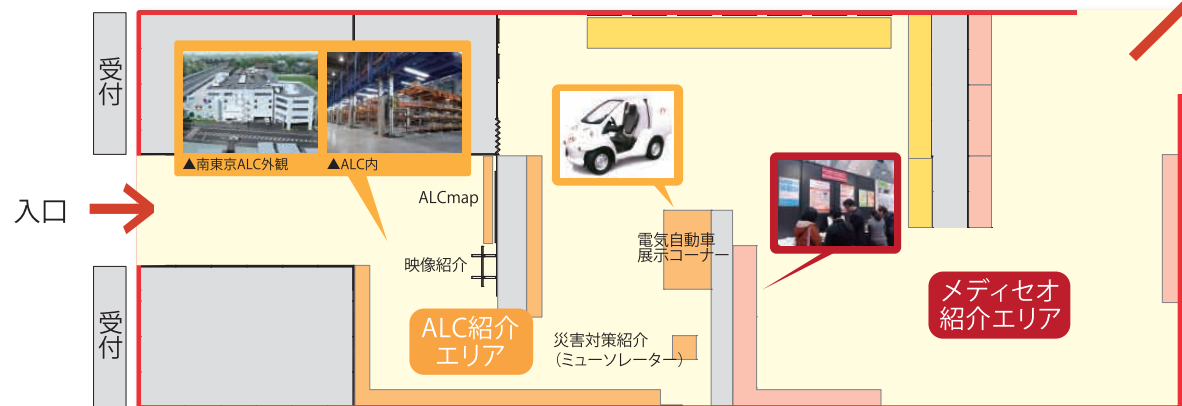 受付
▲南東京ALC外観
▲ALC内
ALCmap
入口
電気自動車
展示コーナー
映像紹介
メディセオ
紹介エリア
受付
ALC紹介
エリア
災害対策紹介
(ミューソレーター)